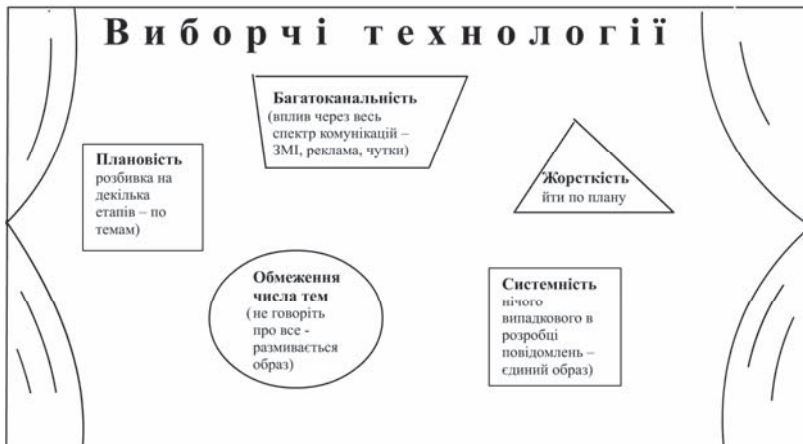 Виборчі технології
Багатоканальність
(вплив через весь
спектр комунікацій –
ЗМІ, реклама, чутки)
Плановість
розбивка на
декілька
етапів – по
темам)
Жорсткість
йти по плану
Обмеження
числа тем
(не говоріть
про все -
размивається
образ)
Системність
нічого
випадкового в
розробці
повідомлень –
єдиний образ)